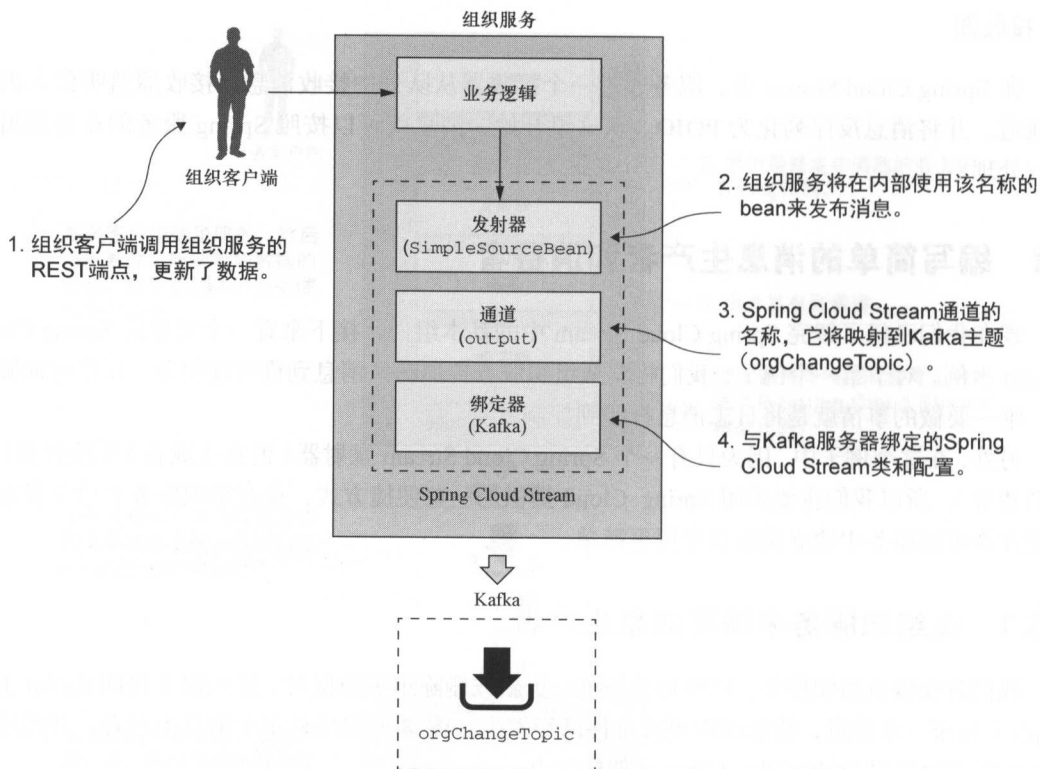 组织服务
业务逻辑
组织客户端
发射器
(SimpleSourceBean)
通道
(output)
绑定器
(Kafka)
Spring Cloud Stream
1. 组织客户端调用组织服务的
REST端点，更新了数据。
2. 组织服务将在内部使用该名称的
bean来发布消息。
3. Spring Cloud Stream通道的
名称，它将映射到Kafka主题
（orgChangeTopic）。
4. 与Kafka服务器绑定的Spring
Cloud Stream类和配置。
Kafka
orgChangeTopic